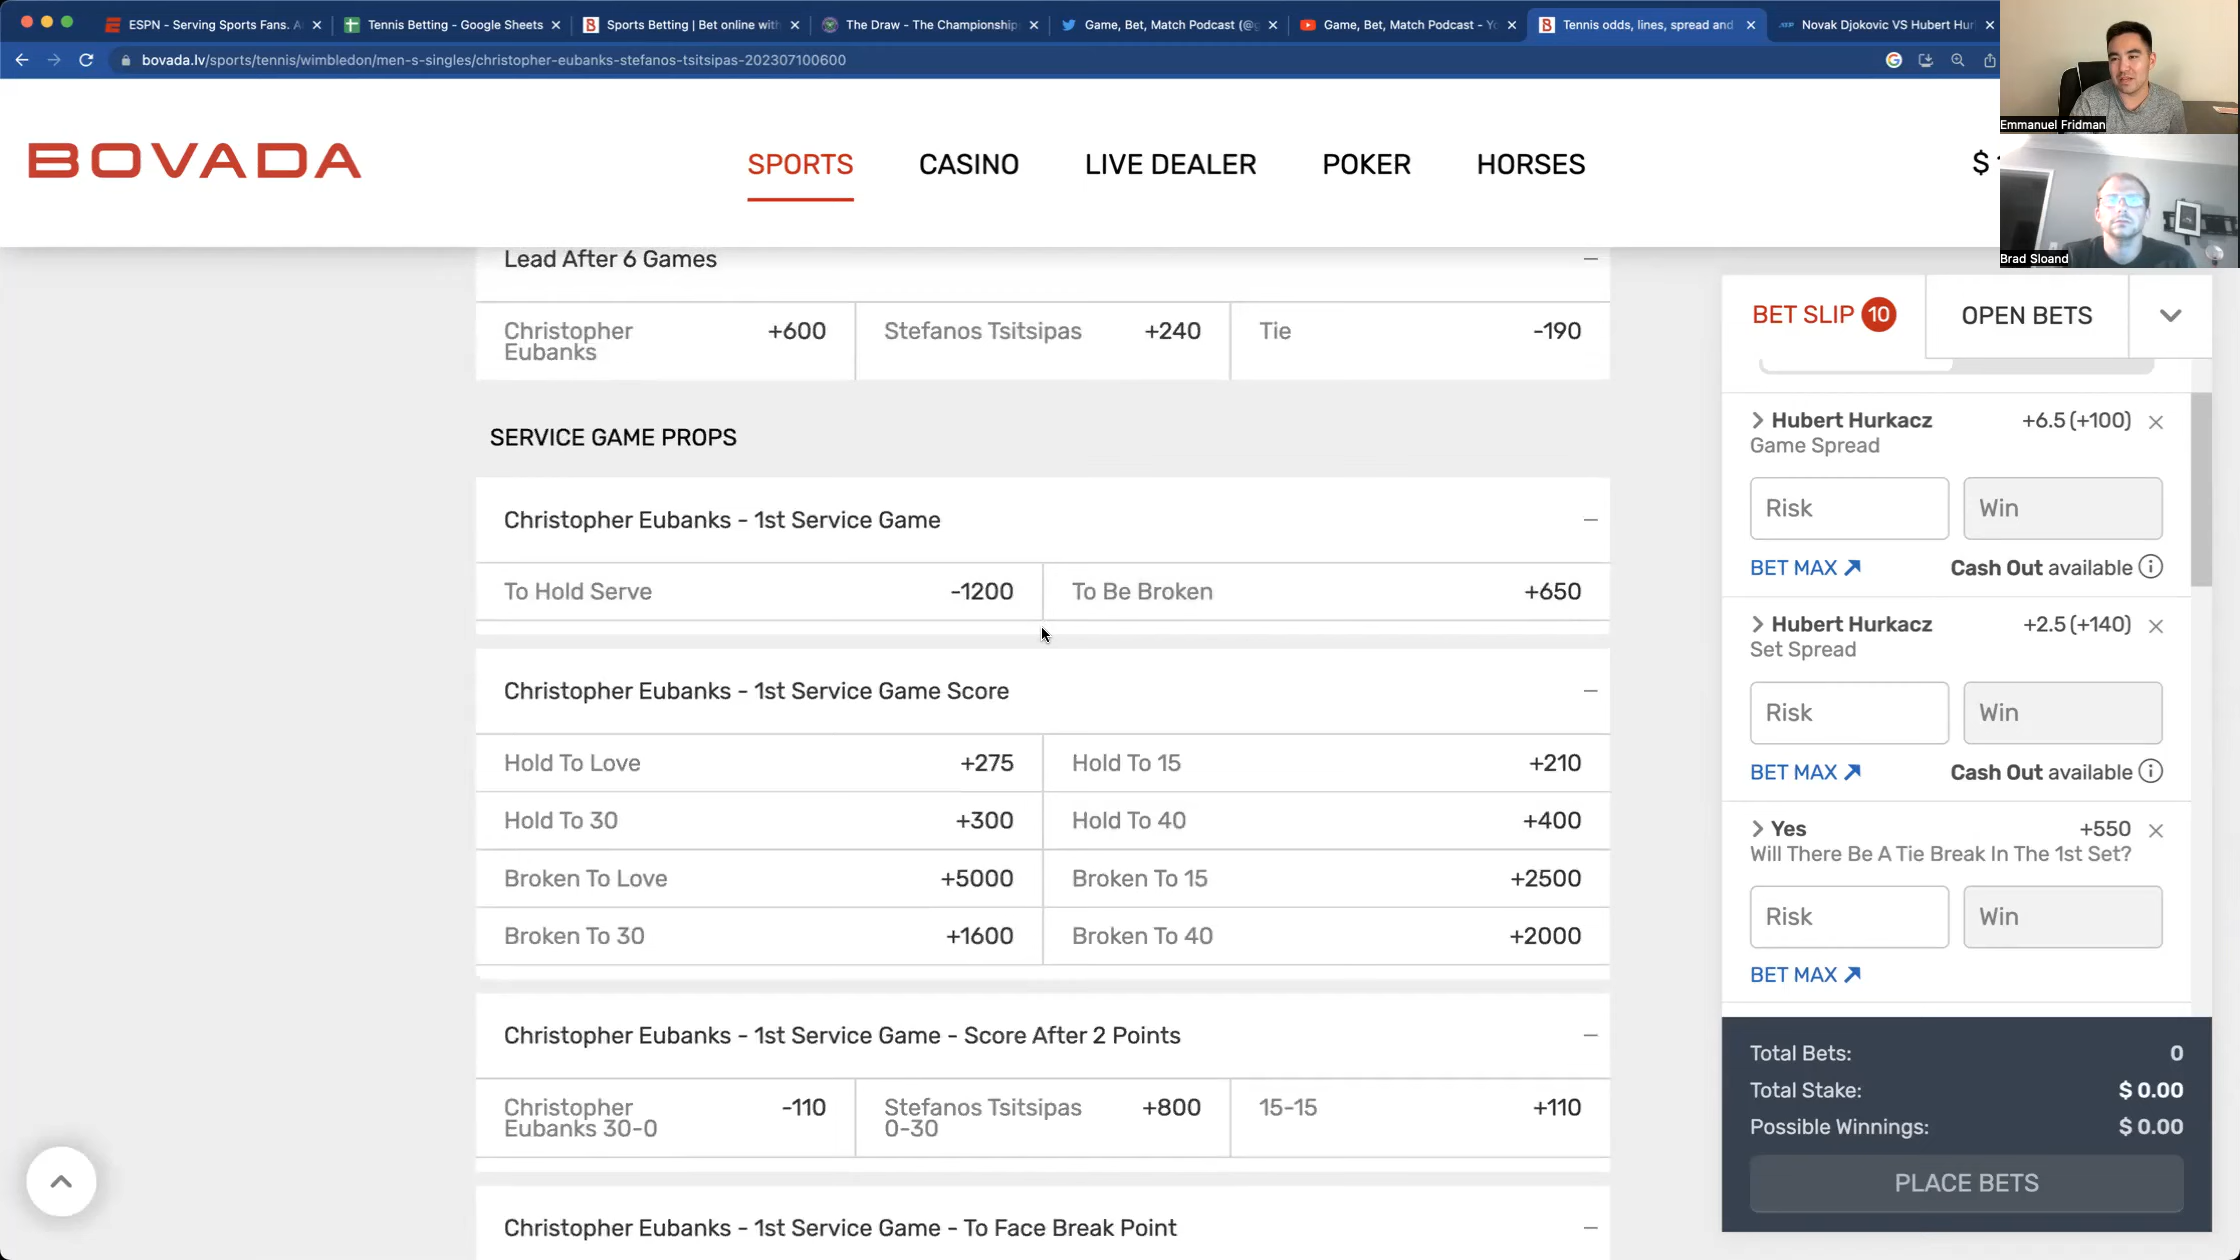 ESPN - Serving Sports Fans. A
Tennis Betting - Google Sheets
Sports Betting | Bet online with
The Draw - The Championship
Game, Bet, Match Podcast (@g
Game, Bet, Match Podcast - Yo
Tennis odds, lines, spread and
Novak Djokovic VS Hubert Hur
bovada.lv/sports/tennis/wimbledon/men-s-singles/christopher-eubanks-stefanos-tsitsipas-202307100600
Emmanuel Fridman
Brad Sloand
BOVADA
SPORTS
CASINO
LIVE DEALER
POKER
HORSES
$
Lead After 6 Games
Christopher Eubanks +600
Stefanos Tsitsipas +240
Tie -190
SERVICE GAME PROPS
Christopher Eubanks - 1st Service Game
To Hold Serve -1200
To Be Broken +650
Christopher Eubanks - 1st Service Game Score
Hold To Love +275
Hold To 15 +210
Hold To 30 +300
Hold To 40 +400
Broken To Love +5000
Broken To 15 +2500
Broken To 30 +1600
Broken To 40 +2000
Christopher Eubanks - 1st Service Game - Score After 2 Points
Christopher Eubanks 30-0 -110
Stefanos Tsitsipas 0-30 +800
15-15 +110
Christopher Eubanks - 1st Service Game - To Face Break Point
BET SLIP 10
OPEN BETS
Hubert Hurkacz +6.5 (+100)
Game Spread
Risk Win
BET MAX Cash Out available
Hubert Hurkacz +2.5 (+140)
Set Spread
Risk Win
BET MAX Cash Out available
Yes +550
Will There Be A Tie Break In The 1st Set?
Risk Win
BET MAX
Total Bets: 0
Total Stake: $ 0.00
Possible Winnings: $ 0.00
PLACE BETS